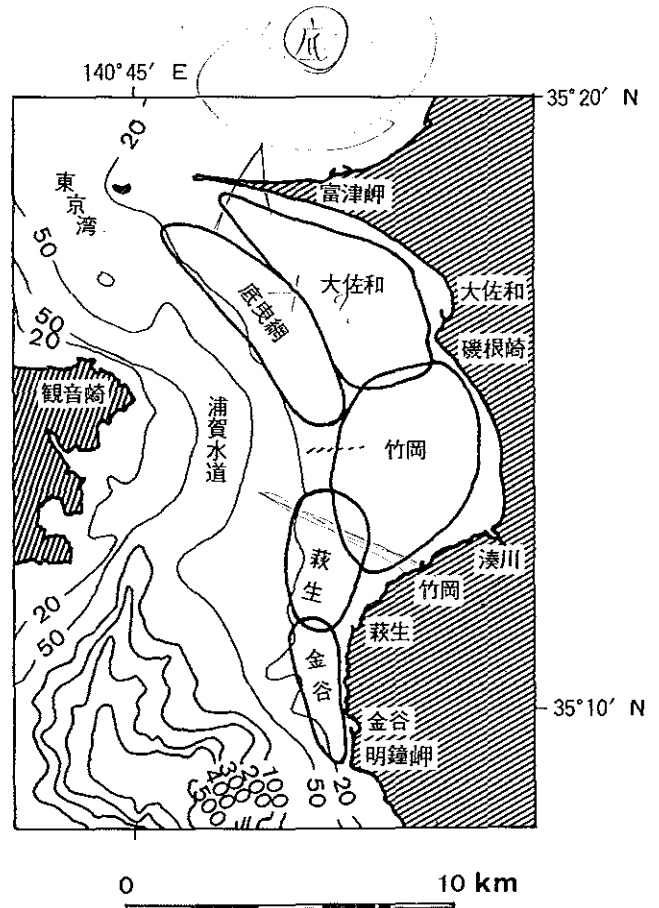 底
140°45′ E
35°20′ N
20
東京湾
富津岬
50
大佐和
大佐和
底曳網
磯根崎
50
20
観音崎
浦賀水道
竹岡
湊川
竹岡
萩生
萩生
20
50
金谷
35°10′ N
金谷
明鐘岬
500
400
300
200
100
50
20
0 10 km